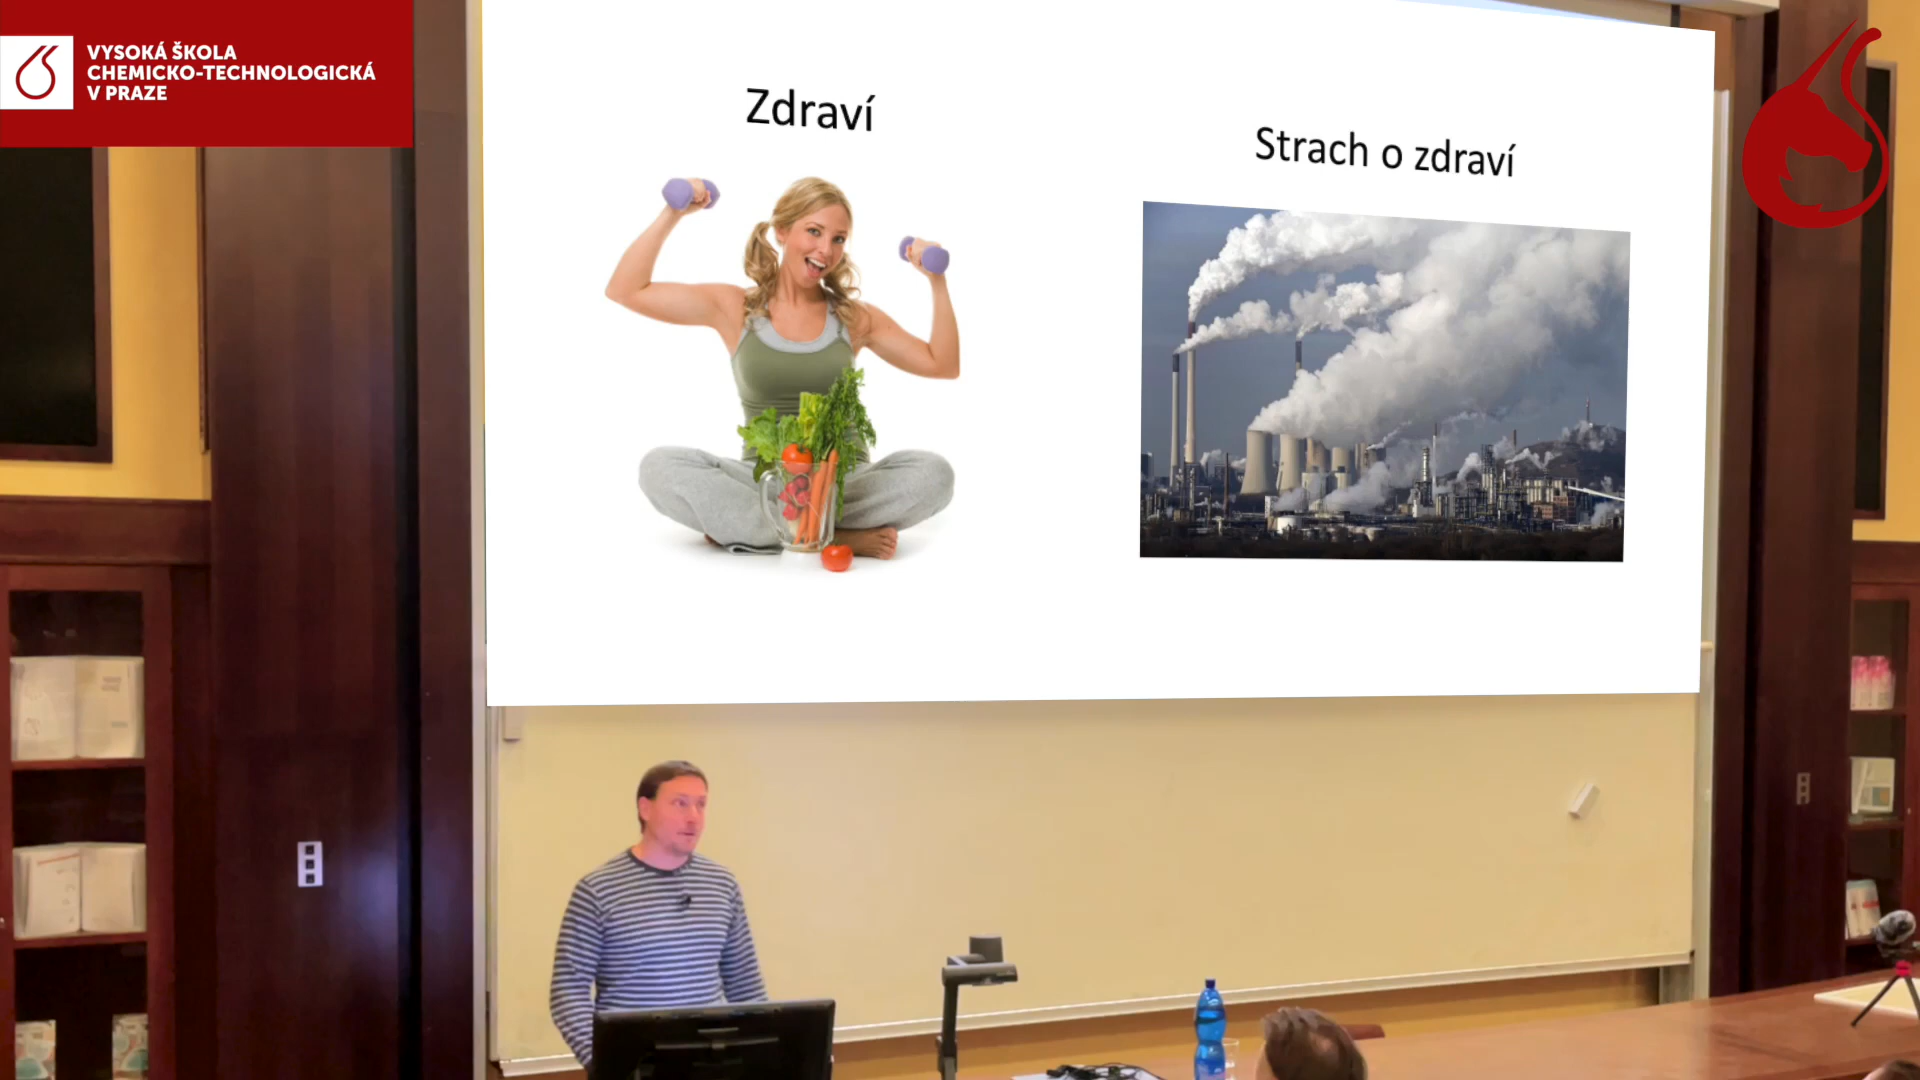 VYSOKÁ ŠKOLA
CHEMICKO-TECHNOLOGICKÁ
V PRAZE
Zdraví
Strach o zdraví